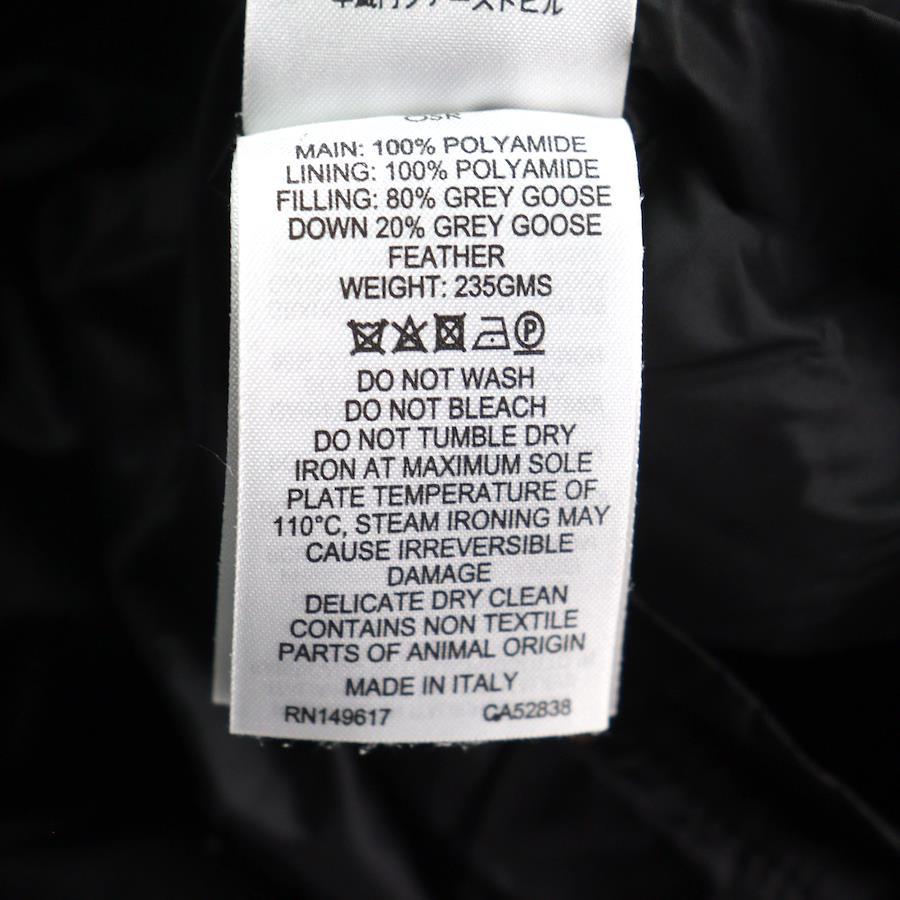 OSR
MAIN: 100% POLYAMIDE
LINING: 100% POLYAMIDE
FILLING: 80% GREY GOOSE
DOWN 20% GREY GOOSE
FEATHER
WEIGHT: 235GMS
P
DO NOT WASH
DO NOT BLEACH
DO NOT TUMBLE DRY
IRON AT MAXIMUM SOLE
PLATE TEMPERATURE OF
110°C, STEAM IRONING MAY
CAUSE IRREVERSIBLE
DAMAGE
DELICATE DRY CLEAN
CONTAINS NON TEXTILE
PARTS OF ANIMAL ORIGIN
MADE IN ITALY
RN149617 CA52838